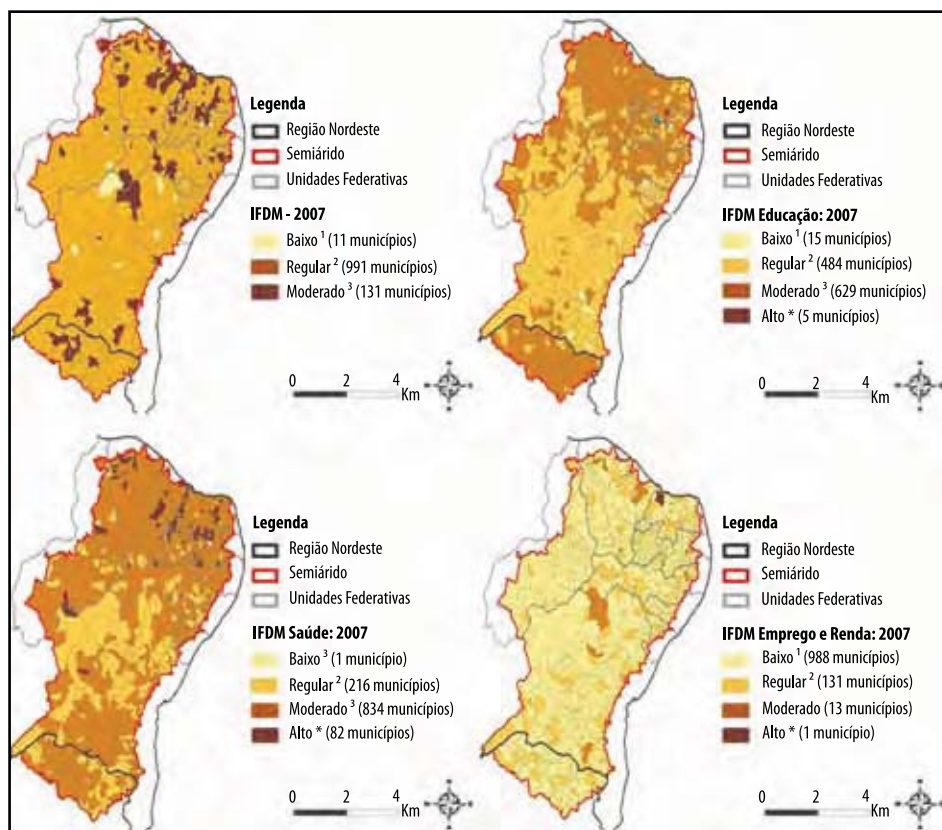 Legenda
Região Nordeste
Semiárido
Unidades Federativas
IFDM - 2007
Baixo ¹ (11 municípios)
Regular ² (991 municípios)
Moderado ³ (131 municípios)
0 2 4
Km
Legenda
Região Nordeste
Semiárido
Unidades Federativas
IFDM Educação: 2007
Baixo ¹ (15 municípios)
Regular ² (484 municípios)
Moderado ³ (629 municípios)
Alto * (5 municípios)
0 2 4
Km
Legenda
Região Nordeste
Semiárido
Unidades Federativas
IFDM Saúde: 2007
Baixo ³ (1 município)
Regular ² (216 municípios)
Moderado ³ (834 municípios)
Alto * (82 municípios)
0 2 4
Km
Legenda
Região Nordeste
Semiárido
Unidades Federativas
IFDM Emprego e Renda: 2007
Baixo ¹ (988 municípios)
Regular ² (131 municípios)
Moderado (13 municípios)
Alto * (1 município)
0 2 4
Km